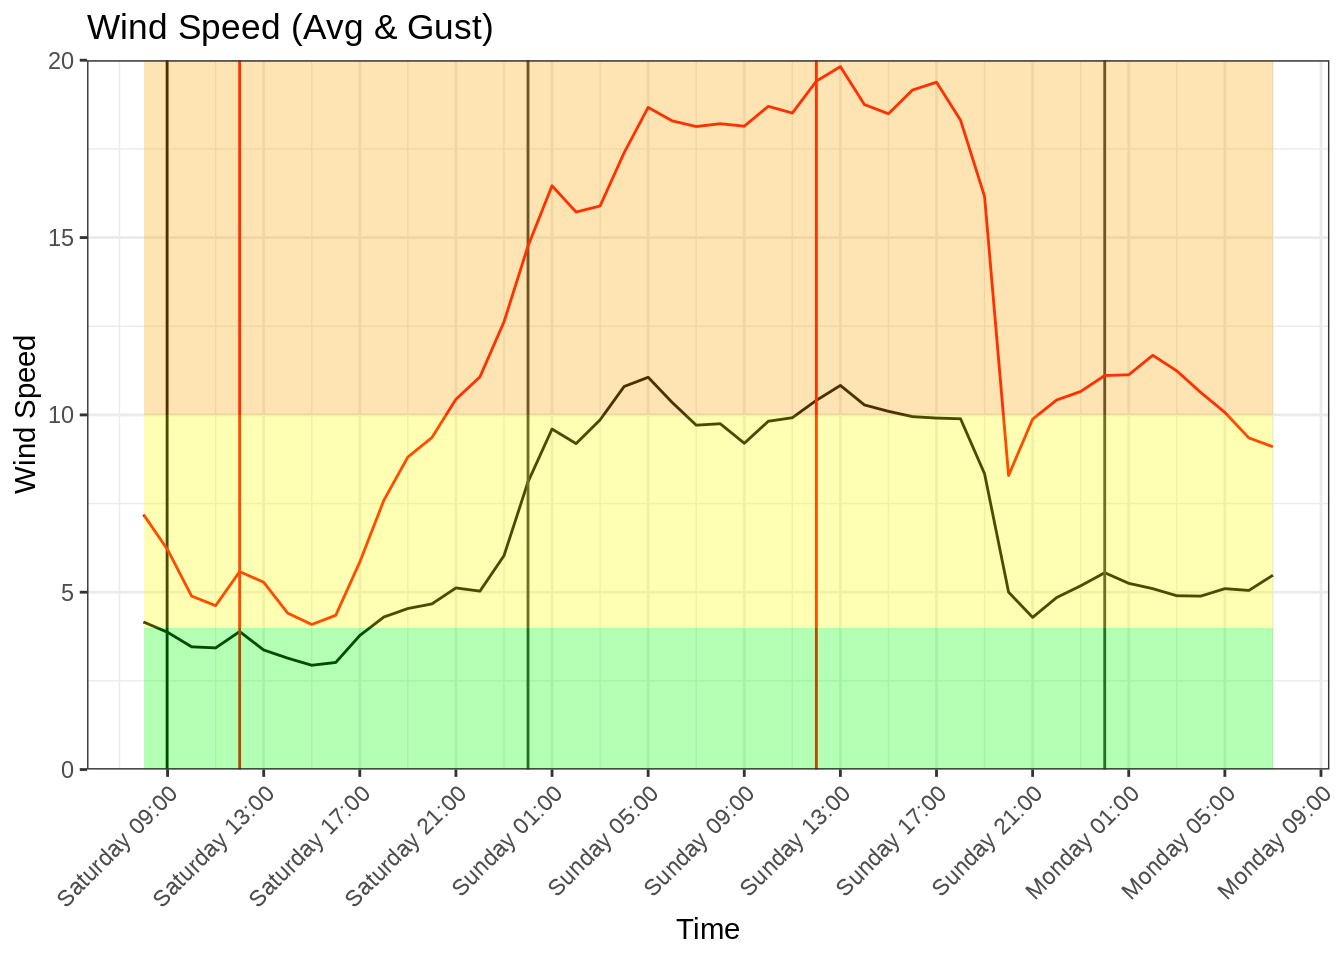 Wind Speed (Avg & Gust)
Wind Speed
20
15
10
5
0
Saturday 09:00
Saturday 13:00
Saturday 17:00
Saturday 21:00
Sunday 01:00
Sunday 05:00
Sunday 09:00
Sunday 13:00
Sunday 17:00
Sunday 21:00
Monday 01:00
Monday 05:00
Monday 09:00
Time